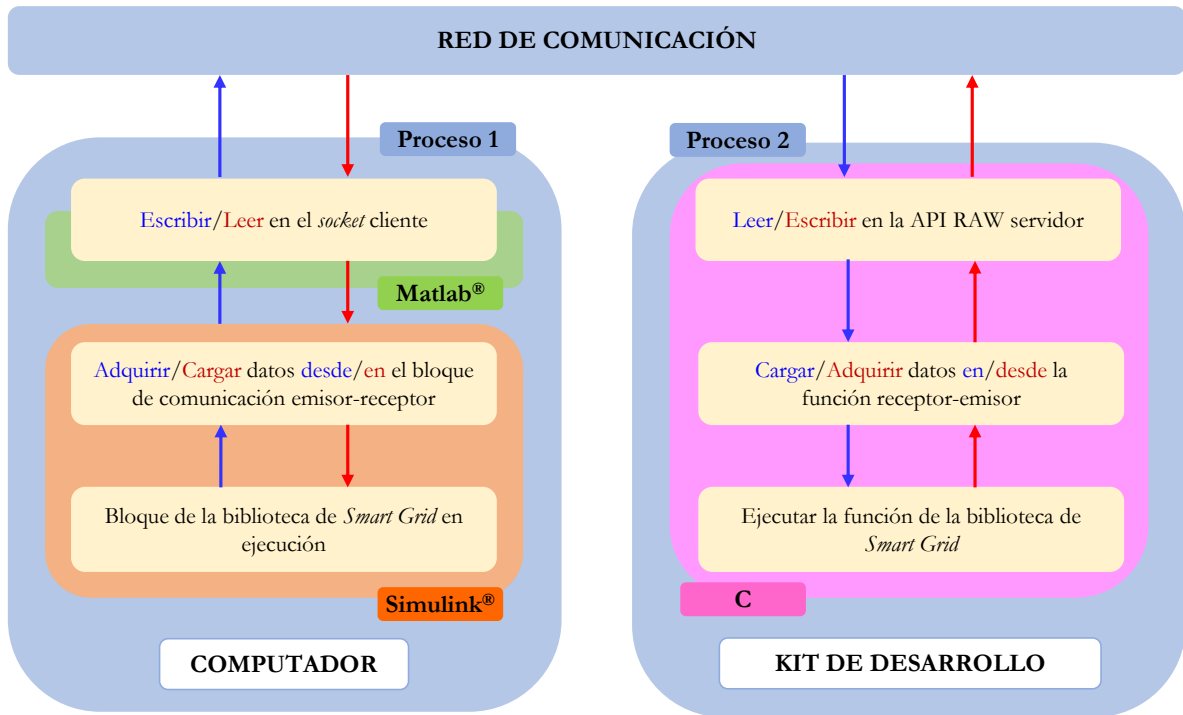 RED DE COMUNICACIÓN
Proceso 1
Escribir/Leer en el socket cliente
Matlab®
Adquirir/Cargar datos desde/en el bloque
de comunicación emisor-receptor
Bloque de la biblioteca de Smart Grid en
ejecución
Simulink®
COMPUTADOR
Proceso 2
Leer/Escribir en la API RAW servidor
Cargar/Adquirir datos en/desde la
función receptor-emisor
Ejecutar la función de la biblioteca de
Smart Grid
C
KIT DE DESARROLLO